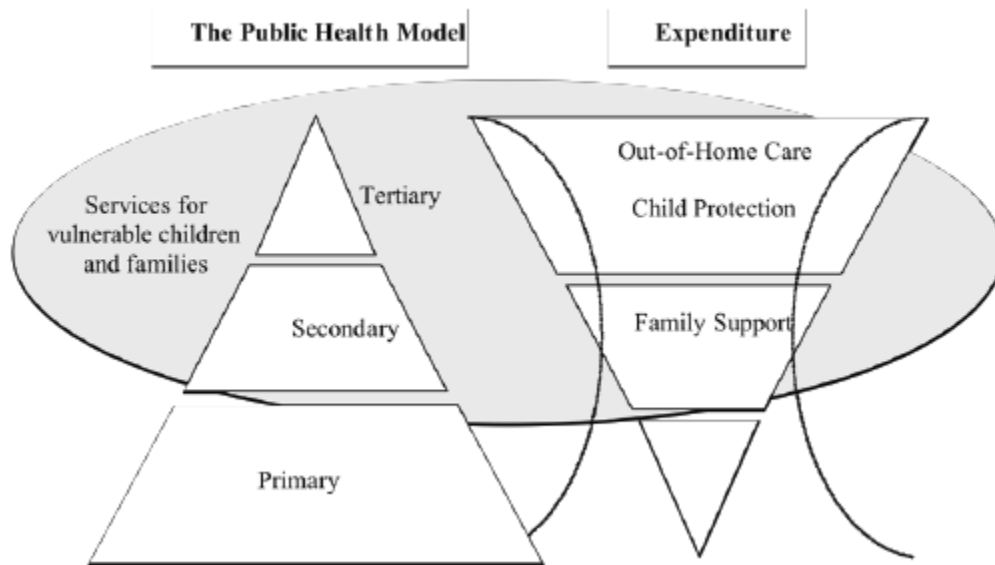 The Public Health Model
Expenditure
Services for
vulnerable children
and families
Tertiary
Secondary
Primary
Out-of-Home Care
Child Protection
Family Support